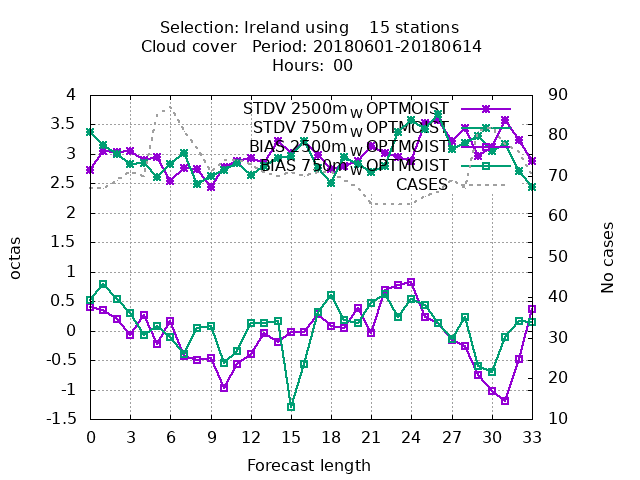 Selection: Ireland using 15 stations
Cloud cover Period: 20180601-20180614
Hours: 00
STDV 2500m_W OPTMOIST
STDV 750m_W OPTMOIST
BIAS 2500m_W OPTMOIST
BIAS 750m_W OPTMOIST
CASES
4
3.5
3
2.5
2
1.5
1
0.5
0
-0.5
-1
-1.5
octas
90
80
70
60
50
40
30
20
10
No cases
0 3 6 9 12 15 18 21 24 27 30 33
Forecast length